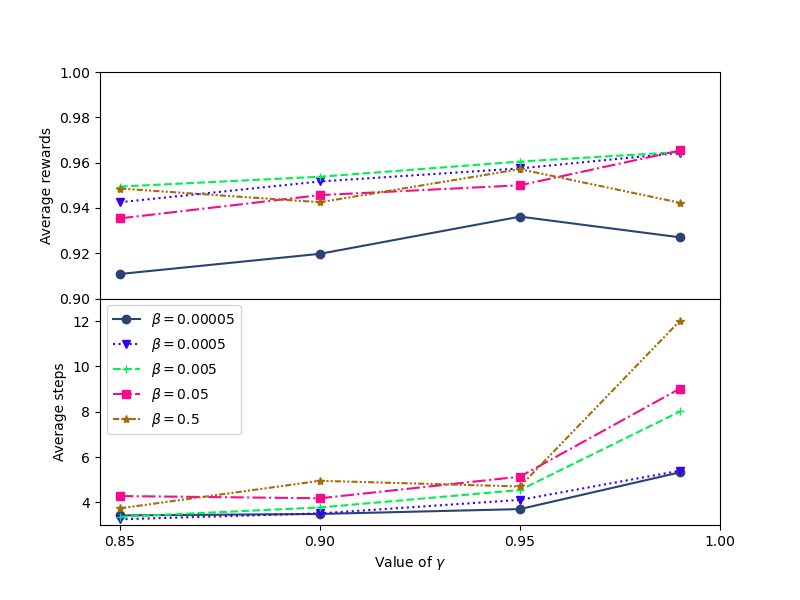 1.00
0.98
0.96
0.94
0.92
0.90
Average rewards
β = 0.00005
β = 0.0005
β = 0.005
β = 0.05
β = 0.5
12
10
8
6
4
Average steps
0.85 0.90 0.95 1.00
Value of γ